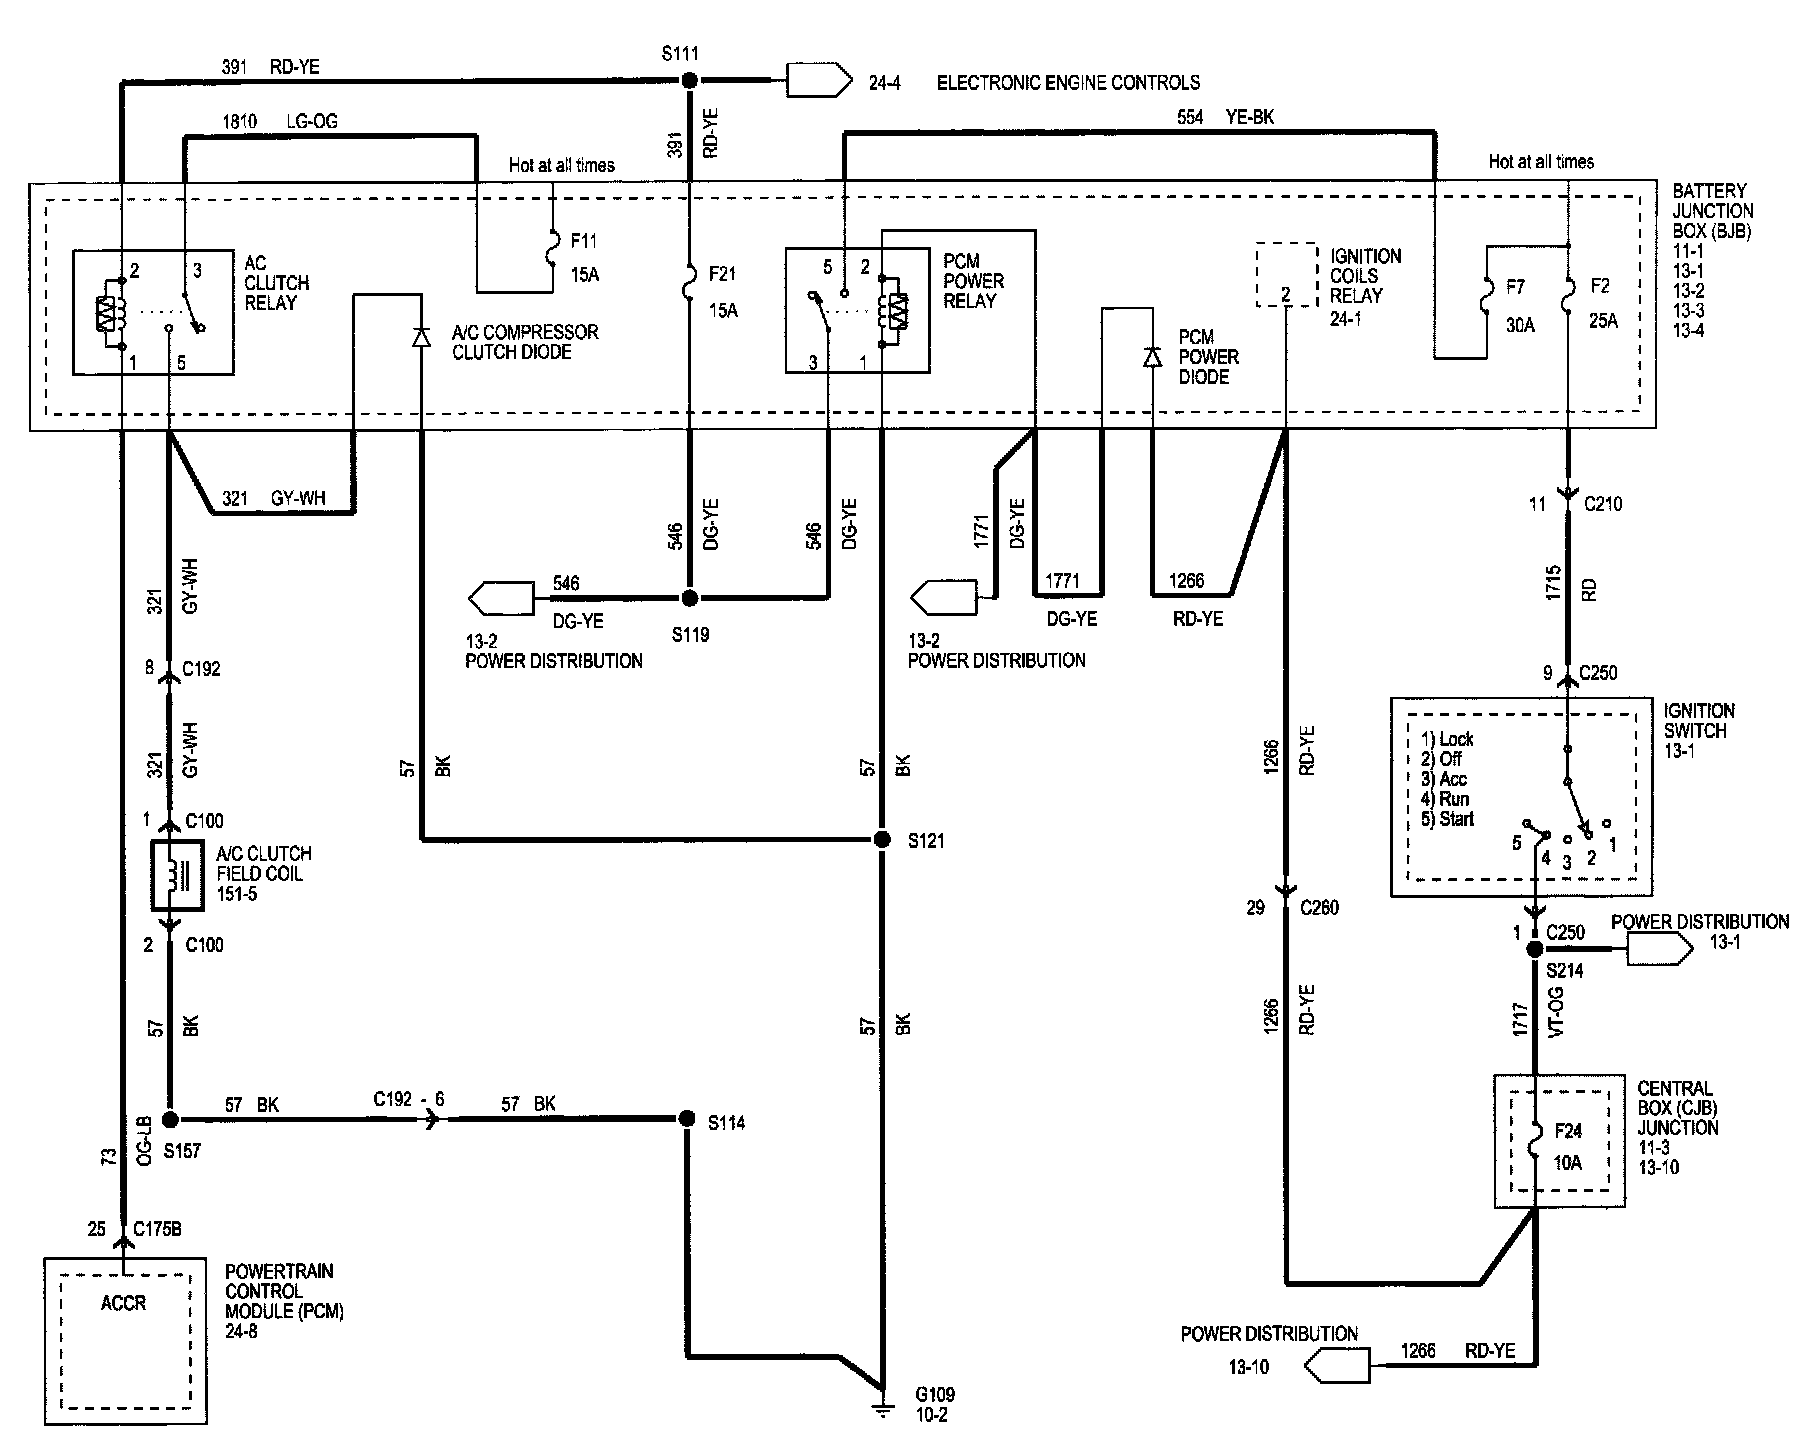 S111
391 RD-YE
24-4 ELECTRONIC ENGINE CONTROLS
1810 LG-OG
391
RD-YE
554 YE-BK
Hot at all times
Hot at all times
BATTERY
JUNCTION
BOX (BJB)
11-1
13-1
13-2
13-3
13-4
2
3
1
5
AC
CLUTCH
RELAY
F11
15A
A/C COMPRESSOR
CLUTCH DIODE
F21
15A
5
2
3
1
PCM
POWER
RELAY
PCM
POWER
DIODE
2
IGNITION
COILS
RELAY
24-1
F7
30A
F2
25A
321 GY-WH
546
DG-YE
546
DG-YE
1771
DG-YE
11
C210
321
GY-WH
546
DG-YE
S119
13-2
POWER DISTRIBUTION
13-2
POWER DISTRIBUTION
1771
DG-YE
1266
RD-YE
1715
RD
8
C192
9
C250
321
GY-WH
57
BK
57
BK
1266
RD-YE
IGNITION
SWITCH
13-1
1) Lock
2) Off
3) Acc
4) Run
5) Start
5
4
3
2
1
1
C100
A/C CLUTCH
FIELD COIL
151-5
S121
2
C100
29
C260
1
C250
S214
POWER DISTRIBUTION
13-1
57
BK
57
BK
1266
RD-YE
1717
VT-OG
57 BK
C192 - 6
57 BK
S114
S157
73
OG-LB
CENTRAL
BOX (CJB)
JUNCTION
11-3
13-10
F24
10A
25
C175B
ACCR
POWERTRAIN
CONTROL
MODULE (PCM)
24-8
POWER DISTRIBUTION
13-10
1266 RD-YE
G109
10-2